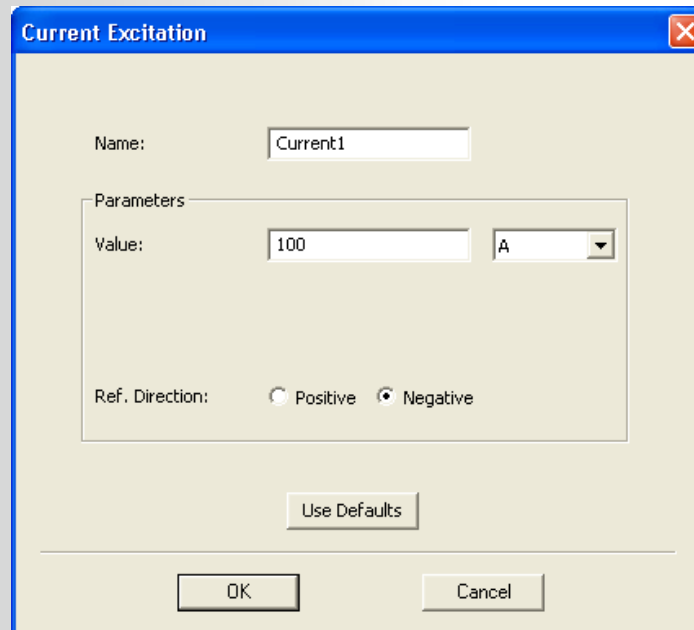 Current Excitation
Name: Current1
Parameters
Value: 100 A
Ref. Direction: Positive Negative
Use Defaults
OK Cancel